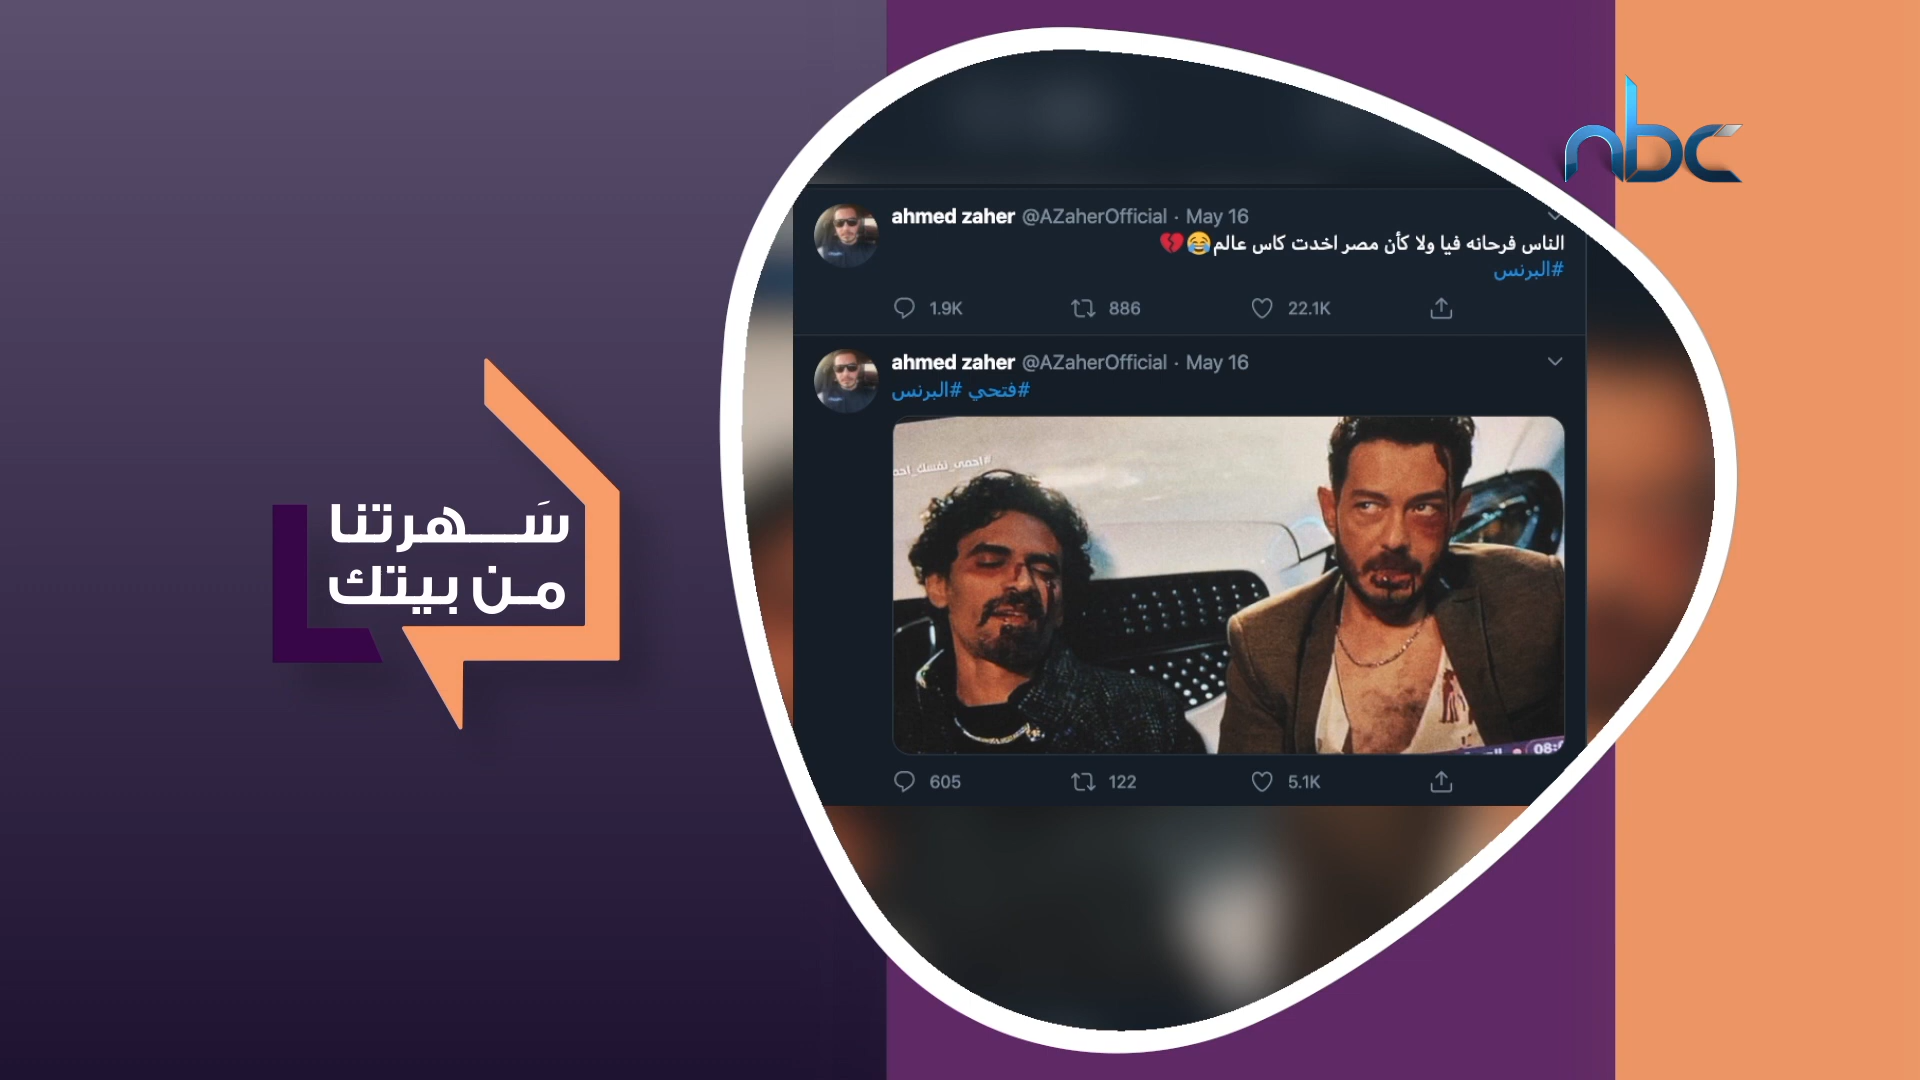 nbc
سَهرتنا
من بيتك
ahmed zaher @AZaherOfficial · May 16
الناس فرحانه فيا ولا كأن مصر اخدت كاس عالم😂💔
#البرنس
1.9K 886 22.1K
ahmed zaher @AZaherOfficial · May 16
#فتحي #البرنس
#احمي_نفسك_احمي
605 122 5.1K